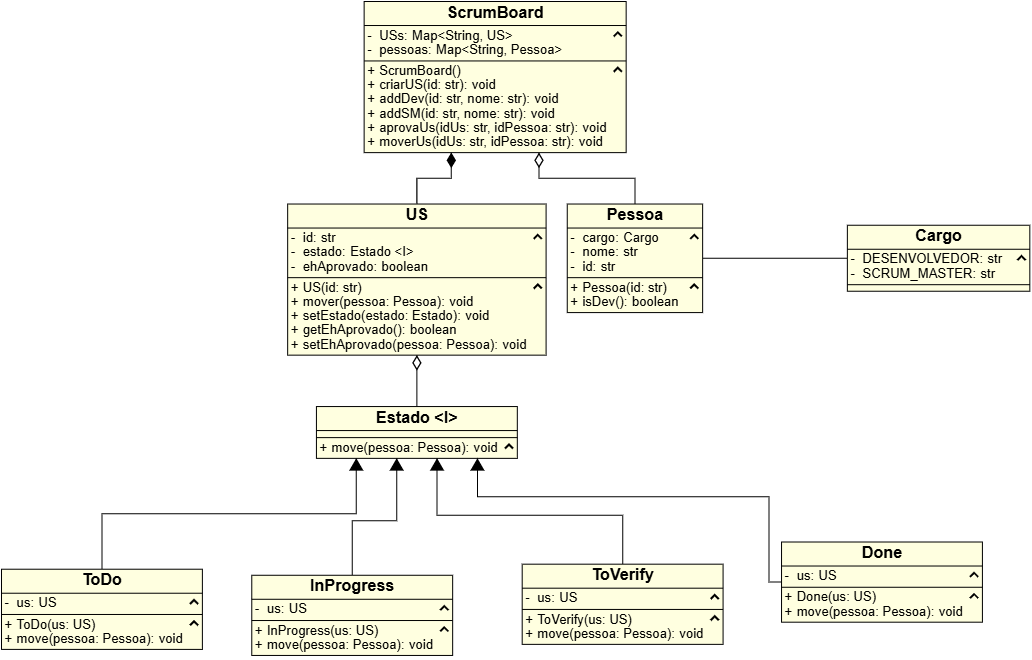 ScrumBoard
- USs: Map<String, US>
- pessoas: Map<String, Pessoa>
+ ScrumBoard()
+ criarUS(id: str): void
+ addDev(id: str, nome: str): void
+ addSM(id: str, nome: str): void
+ aprovaUs(idUs: str, idPessoa: str): void
+ moverUs(idUs: str, idPessoa: str): void
US
- id: str
- estado: Estado <I>
- ehAprovado: boolean
+ US(id: str)
+ mover(pessoa: Pessoa): void
+ setEstado(estado: Estado): void
+ getEhAprovado(): boolean
+ setEhAprovado(pessoa: Pessoa): void
Pessoa
- cargo: Cargo
- nome: str
- id: str
+ Pessoa(id: str)
+ isDev(): boolean
Cargo
- DESENVOLVEDOR: str
- SCRUM_MASTER: str
Estado <I>
+ move(pessoa: Pessoa): void
ToDo
- us: US
+ ToDo(us: US)
+ move(pessoa: Pessoa): void
InProgress
- us: US
+ InProgress(us: US)
+ move(pessoa: Pessoa): void
ToVerify
- us: US
+ ToVerify(us: US)
+ move(pessoa: Pessoa): void
Done
- us: US
+ Done(us: US)
+ move(pessoa: Pessoa): void